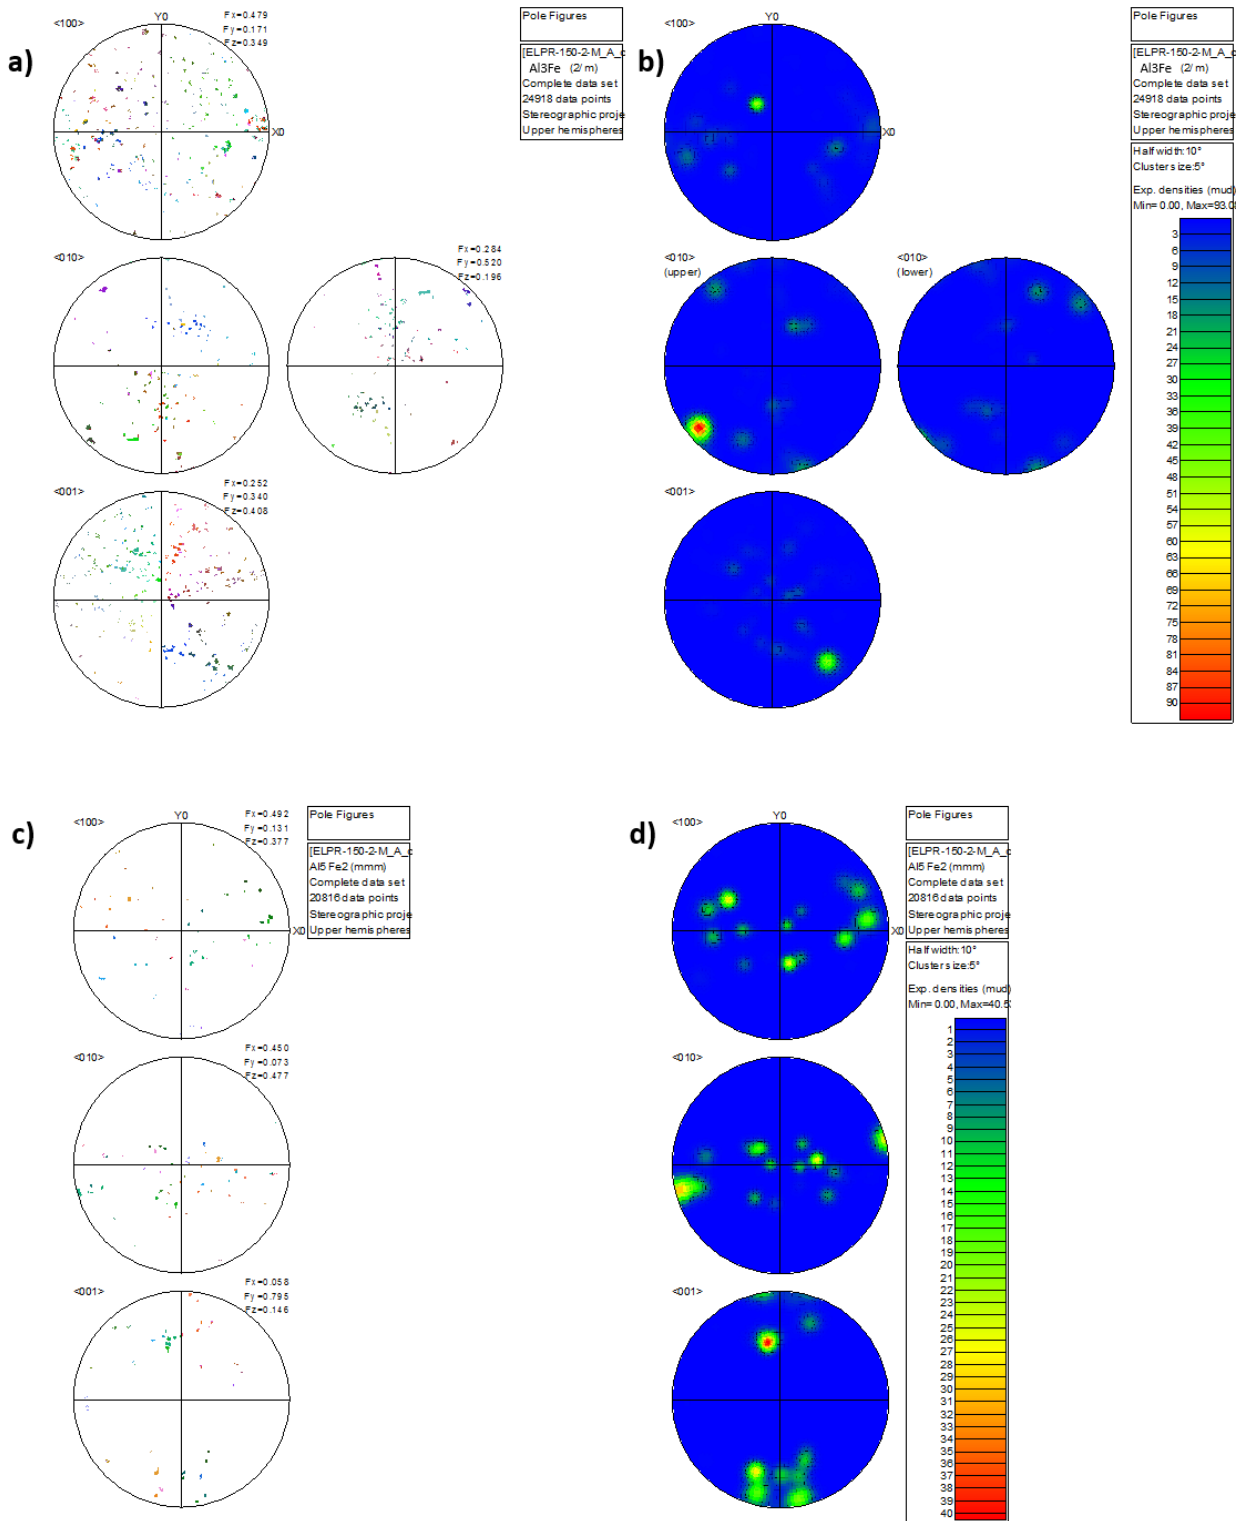 a)
<100>
Y0
Fx=0.479
Fy=0.171
Fz=0.349
X0
Pole Figures
[ELPR-150-2-M_A_c
Al3Fe (2/m)
Complete data set
24918 data points
Stereographic proje
Upper hemispheres
<010>
Fx=0.284
Fy=0.520
Fz=0.196
<001>
Fx=0.252
Fy=0.340
Fz=0.408
b)
<100>
Y0
X0
Pole Figures
[ELPR-150-2-M_A_c
Al3Fe (2/m)
Complete data set
24918 data points
Stereographic proje
Upper hemispheres
Half width:10°
Cluster size:5°
Exp. densities (mud)
Min= 0.00, Max=93.0
3
6
9
12
15
18
21
24
27
30
33
36
39
42
45
48
51
54
57
60
63
66
69
72
75
78
81
84
87
90
<010>
(upper)
<010>
(lower)
<001>
c)
<100>
Y0
Fx=0.492
Fy=0.131
Fz=0.377
X0
Pole Figures
[ELPR-150-2-M_A_c
Al5 Fe2 (mmm)
Complete data set
20816 data points
Stereographic proje
Upper hemispheres
<010>
Fx=0.450
Fy=0.073
Fz=0.477
<001>
Fx=0.058
Fy=0.795
Fz=0.146
d)
<100>
Y0
X0
Pole Figures
[ELPR-150-2-M_A_c
Al5 Fe2 (mmm)
Complete data set
20816 data points
Stereographic proje
Upper hemispheres
Half width:10°
Cluster size:5°
Exp. densities (mud)
Min= 0.00, Max=40.5
1
2
3
4
5
6
7
8
9
10
11
12
13
14
15
16
17
18
19
20
21
22
23
24
25
26
27
28
29
30
31
32
33
34
35
36
37
38
39
40
<010>
<001>